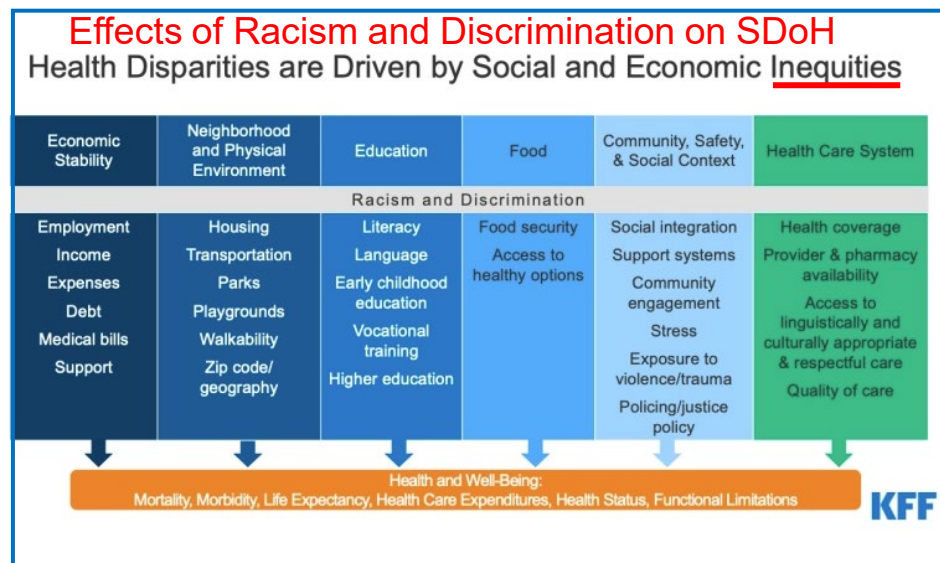 Effects of Racism and Discrimination on SDoH
Health Disparities are Driven by Social and Economic Inequities
Economic
Stability
Neighborhood
and Physical
Environment
Education
Food
Community, Safety,
& Social Context
Health Care System
Racism and Discrimination
Employment
Income
Expenses
Debt
Medical bills
Support
Housing
Transportation
Parks
Playgrounds
Walkability
Zip code/
geography
Literacy
Language
Early childhood
education
Vocational
training
Higher education
Food security
Access to
healthy options
Social integration
Support systems
Community
engagement
Stress
Exposure to
violence/trauma
Policing/justice
policy
Health coverage
Provider & pharmacy
availability
Access to
linguistically and
culturally appropriate
& respectful care
Quality of care
Health and Well-Being:
Mortality, Morbidity, Life Expectancy, Health Care Expenditures, Health Status, Functional Limitations
KFF